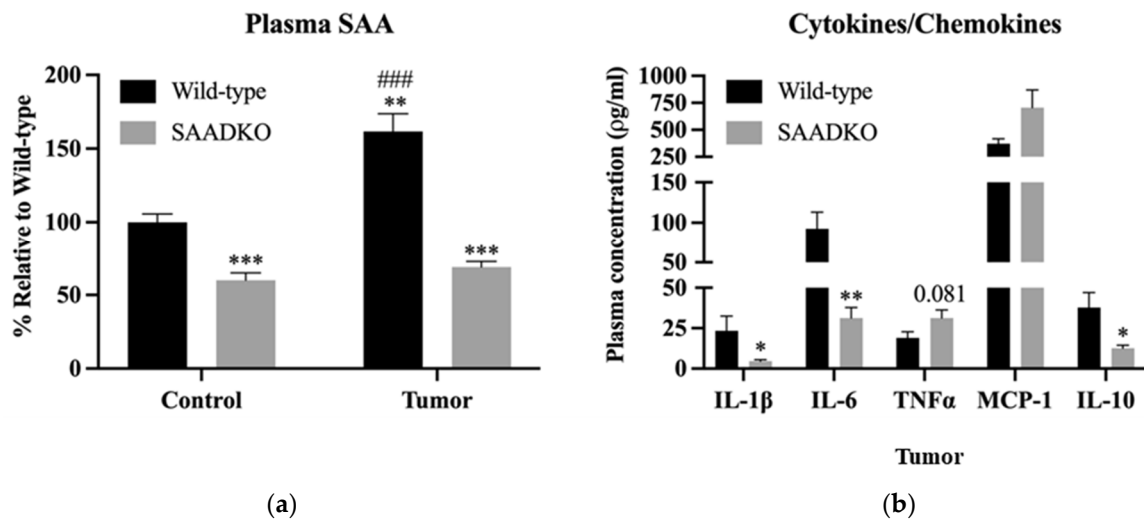 Plasma SAA
% Relative to Wild-type
200
150
100
50
0
Wild-type
SAADKO
###
**
***
***
Control
Tumor
(a)
Cytokines/Chemokines
Plasma concentration (ρg/ml)
1000
750
500
250
150
100
50
50
25
0
Wild-type
SAADKO
*
**
0.081
*
IL-1β
IL-6
TNFα
MCP-1
IL-10
Tumor
(b)